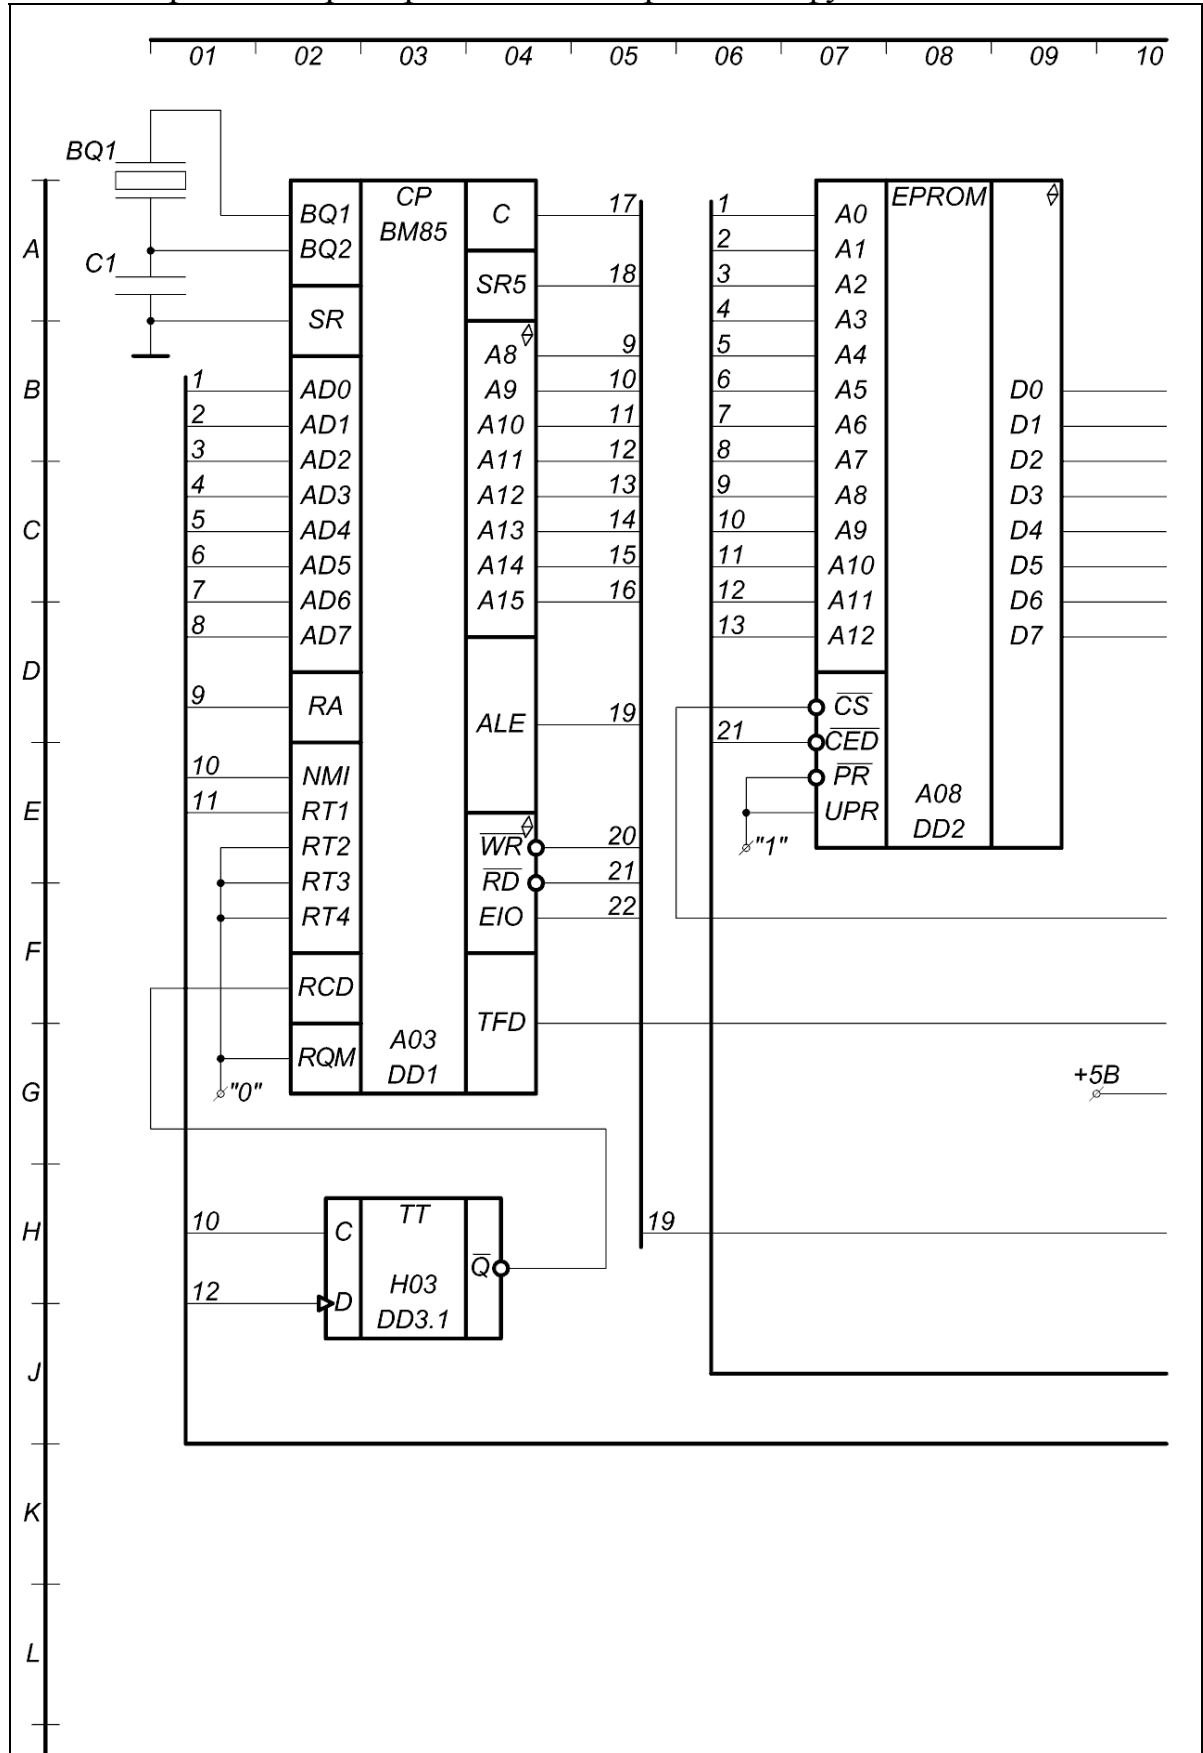 01 02 03 04 05 06 07 08 09 10
BQ1
C1
A
B
C
D
E
F
G
H
J
K
L
BQ1 CP C 17
BQ2 BM85
SR5 18
SR
A8 9
1 AD0 A9 10
2 AD1 A10 11
3 AD2 A11 12
4 AD3 A12 13
5 AD4 A13 14
6 AD5 A14 15
7 AD6 A15 16
8 AD7
9 RA ALE 19
10 NMI
11 RT1
RT2 WR 20
RT3 RD 21
RT4 EIO 22
RCD
TFD
RQM A03
DD1
"0"
10 C TT
Q
H03
12 D DD3.1
19
1 A0 EPROM
2 A1
3 A2
4 A3
5 A4
6 A5 D0
7 A6 D1
8 A7 D2
9 A8 D3
10 A9 D4
11 A10 D5
12 A11 D6
13 A12 D7
CS
21 CED
PR A08
UPR DD2
"1"
+5В